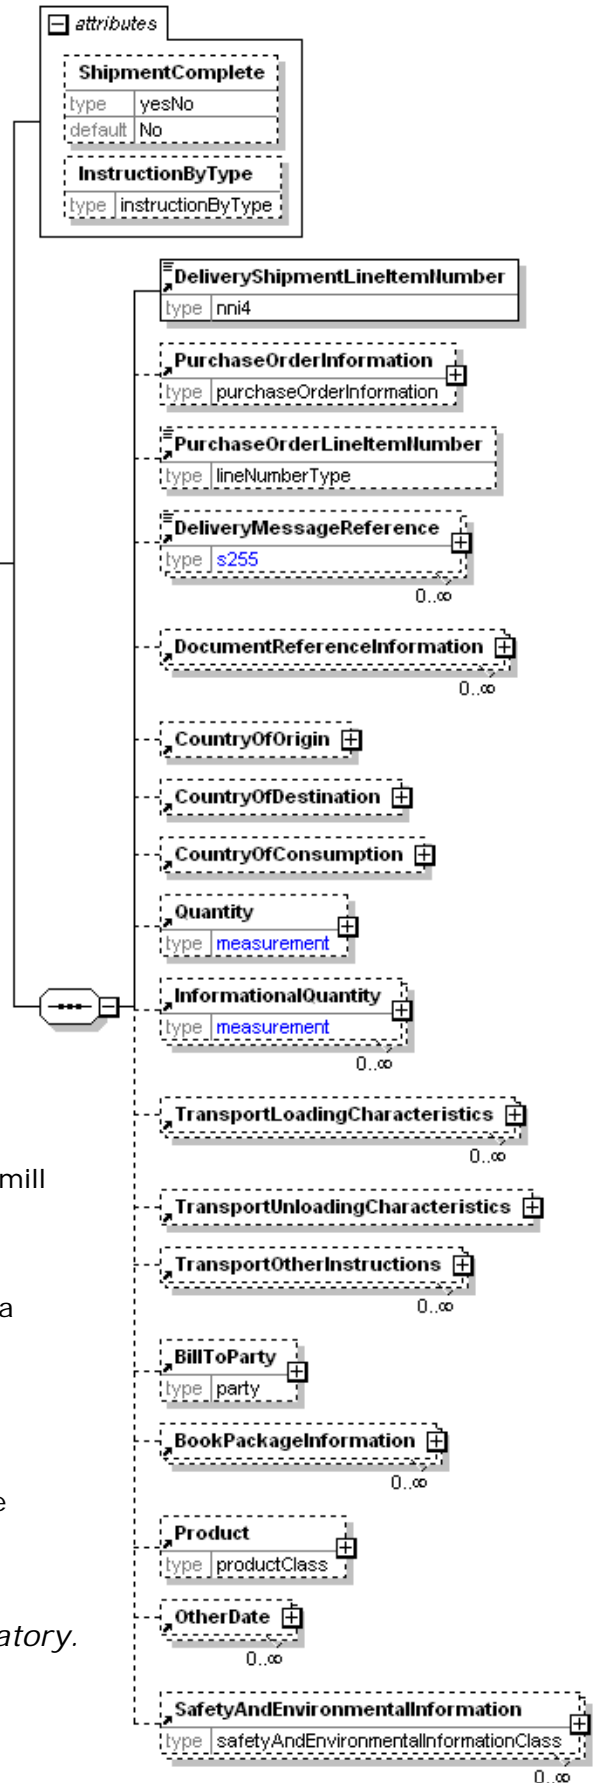 attributes
ShipmentComplete
type yesNo
default No
InstructionByType
type instructionByType
DeliveryShipmentLineItemNumber
type nni4
PurchaseOrderInformation
type purchaseOrderInformation
PurchaseOrderLineItemNumber
type lineNumberType
DeliveryMessageReference
type s255
0..∞
DocumentReferenceInformation
0..∞
CountryOfOrigin
CountryOfDestination
CountryOfConsumption
Quantity
type measurement
InformationalQuantity
type measurement
0..∞
TransportLoadingCharacteristics
0..∞
mill
TransportUnloadingCharacteristics
TransportOtherInstructions
a
0..∞
BillToParty
type party
BookPackageInformation
0..∞
e
Product
type productClass
OtherDate
atory.
0..∞
SafetyAndEnvironmentalInformation
type safetyAndEnvironmentalInformationClass
0..∞